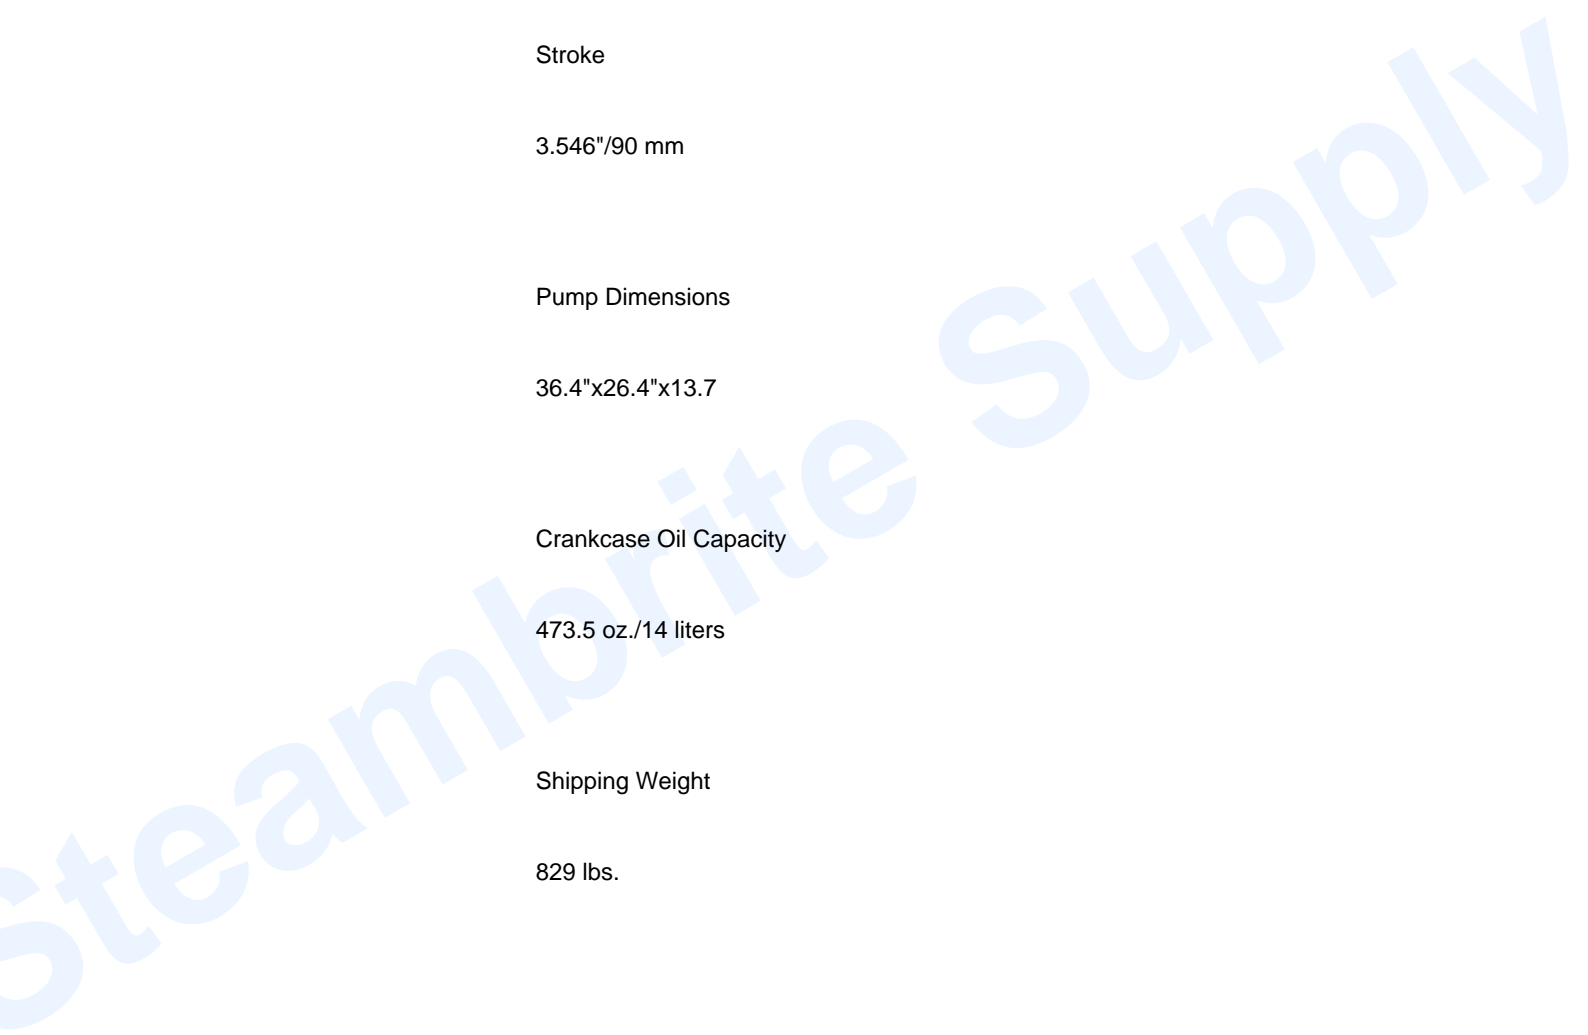 Stroke
3.546"/90 mm
Pump Dimensions
36.4"x26.4"x13.7
Crankcase Oil Capacity
473.5 oz./14 liters
Shipping Weight
829 lbs.
Steambrite Supply